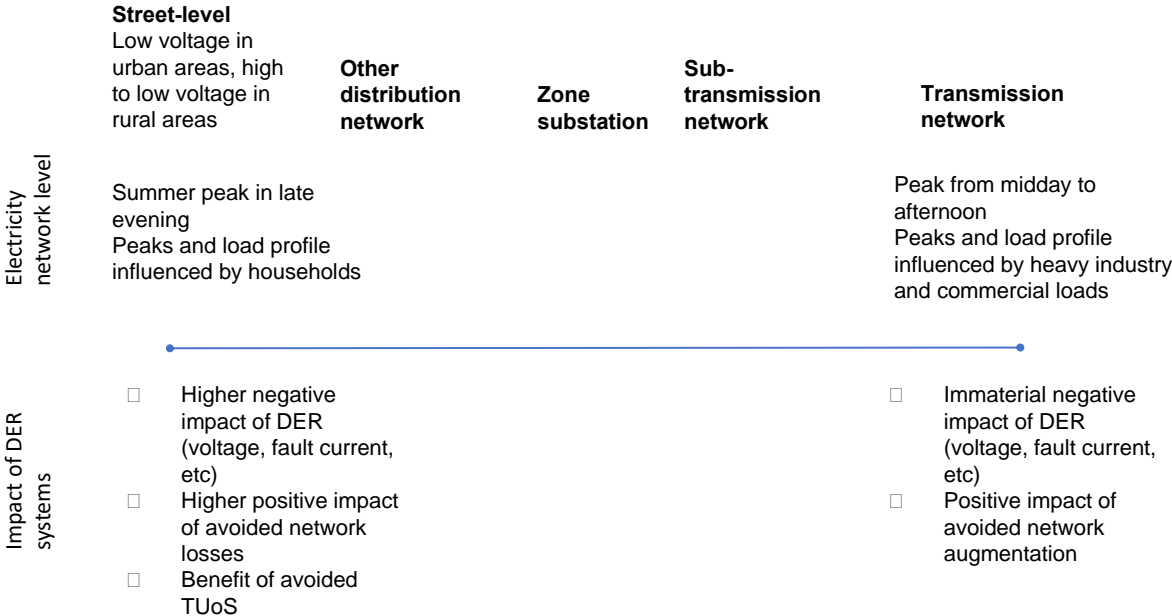 Street-level
Low voltage in
urban areas, high
to low voltage in
rural areas
Other
distribution
network
Zone
substation
Sub-
transmission
network
Transmission
network
Electricity
network level
Summer peak in late
evening
Peaks and load profile
influenced by households
Peak from midday to
afternoon
Peaks and load profile
influenced by heavy industry
and commercial loads
Impact of DER
systems
Higher negative
impact of DER
(voltage, fault current,
etc)
Higher positive impact
of avoided network
losses
Benefit of avoided
TUoS
Immaterial negative
impact of DER
(voltage, fault current,
etc)
Positive impact of
avoided network
augmentation